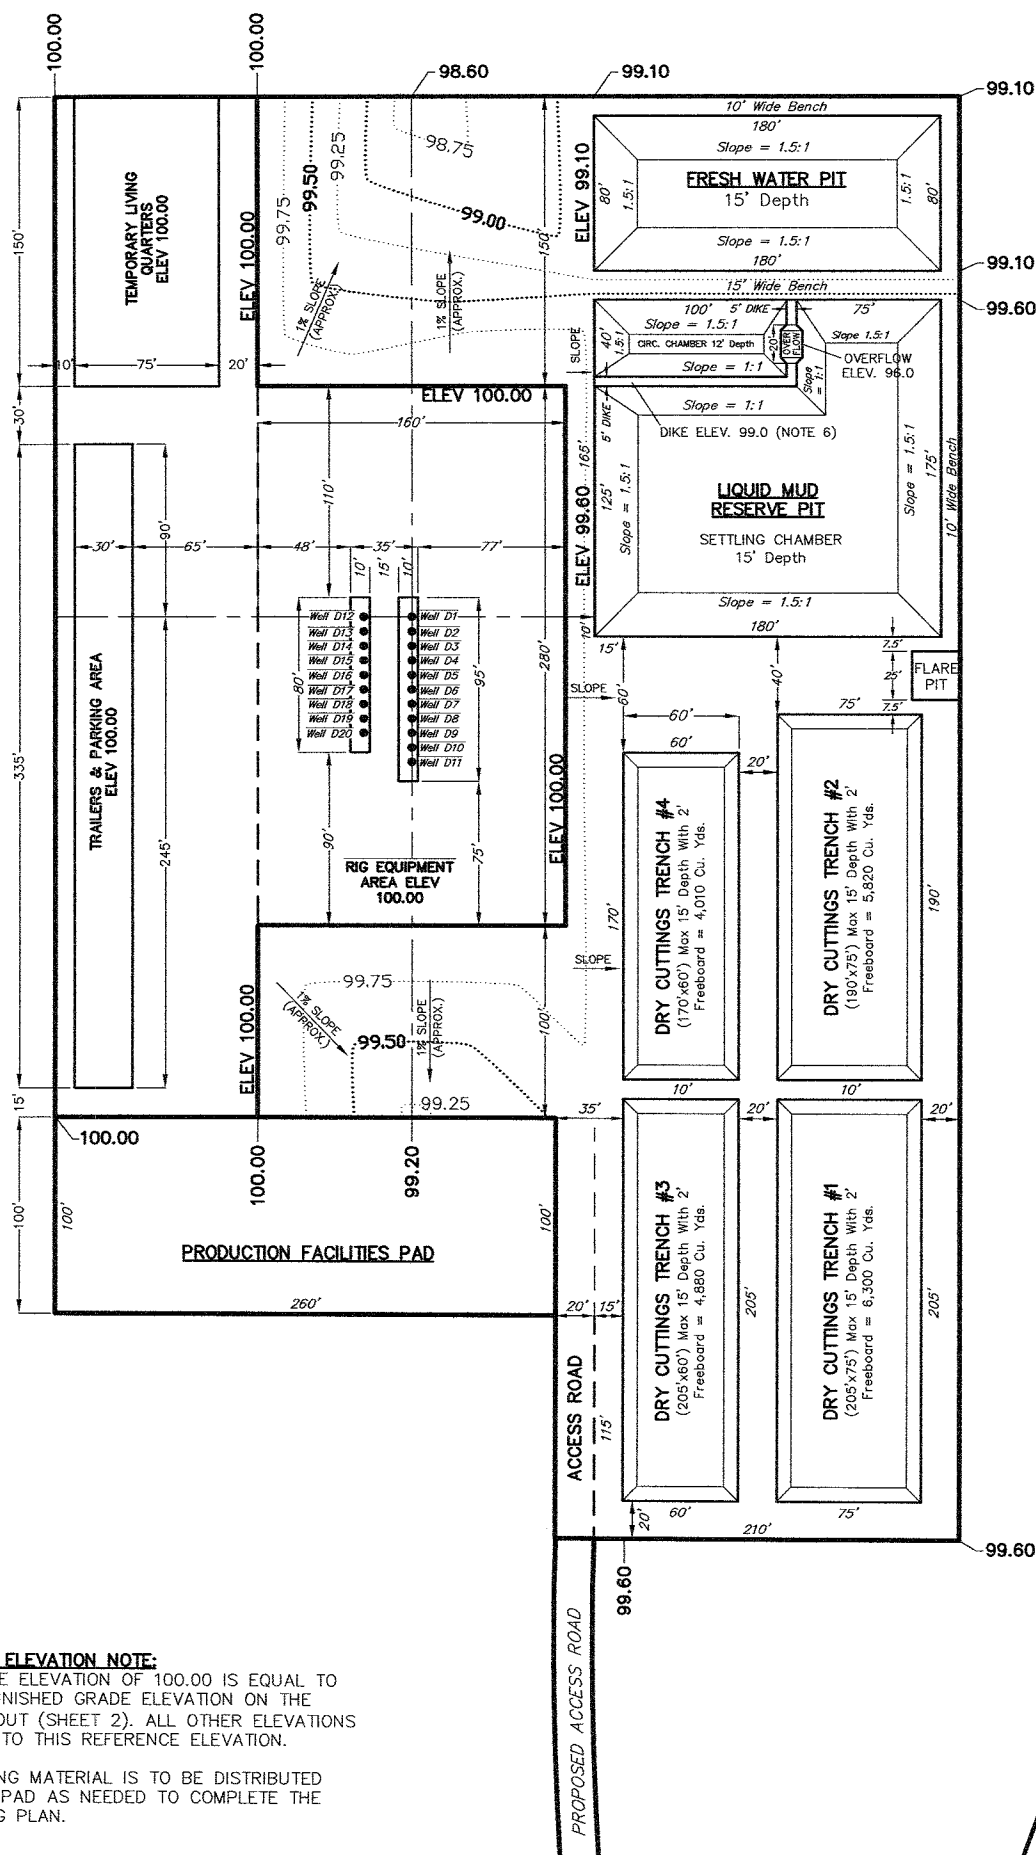 100.00
100.00
98.60
99.10
99.10
10' Wide Bench
180'
Slope = 1.5:1
FRESH WATER PIT
15' Depth
80'
1.5:1
1.5:1
80'
Slope = 1.5:1
180'
ELEV 99.10
15' Wide Bench
99.10
99.60
150'
TEMPORARY LIVING
QUARTERS
ELEV 100.00
ELEV 100.00
99.75
99.50
99.25
98.75
99.00
150'
1% SLOPE
(APPROX.)
1% SLOPE
(APPROX.)
10'
75'
20'
30'
SLOPE
100'
5' DIKE
75'
Slope = 1.5:1
Slope 1.5:1
40'
1.5:1
CIRC. CHAMBER 12' Depth
20'
OVER
FLOW
Slope = 1:1
OVERFLOW
ELEV. 96.0
Slope
= 1:1
Slope = 1:1
5' DIKE
DIKE ELEV. 99.0 (NOTE 6)
ELEV 100.00
160'
165'
125'
Slope = 1.5:1
ELEV 99.60
LIQUID MUD
RESERVE PIT
SETTLING CHAMBER
15' Depth
Slope = 1.5:1
175'
10' Wide Bench
Slope = 1.5:1
180'
110'
90'
30'
65'
48'
35'
77'
10'
15'
10'
Well D12
Well D13
Well D14
Well D15
Well D16
Well D17
Well D18
Well D19
Well D20
Well D1
Well D2
Well D3
Well D4
Well D5
Well D6
Well D7
Well D8
Well D9
Well D10
Well D11
80'
95'
280'
10'
15'
60'
40'
7.5'
25'
7.5'
FLARE
PIT
SLOPE
335'
TRAILERS & PARKING AREA
ELEV 100.00
245'
90'
75'
RIG EQUIPMENT
AREA ELEV
100.00
ELEV 100.00
60'
60'
20'
75'
170'
DRY CUTTINGS TRENCH #4
(170'x60') Max 15' Depth With 2'
Freeboard = 4,010 Cu. Yds.
DRY CUTTINGS TRENCH #2
(190'x75') Max 15' Depth With 2'
Freeboard = 5,820 Cu. Yds.
190'
SLOPE
ELEV 100.00
99.75
1% SLOPE
(APPROX.)
99.50
1% SLOPE
(APPROX.)
99.25
100'
15'
10'
10'
35'
20'
20'
100.00
100.00
99.20
100'
100'
100'
PRODUCTION FACILITIES PAD
260'
20'
15'
ACCESS ROAD
115'
DRY CUTTINGS TRENCH #3
(205'x60') Max 15' Depth With 2'
Freeboard = 4,880 Cu. Yds.
205'
DRY CUTTINGS TRENCH #1
(205'x75') Max 15' Depth With 2'
Freeboard = 6,300 Cu. Yds.
205'
60'
20'
75'
210'
99.60
99.60
PROPOSED ACCESS ROAD
ELEVATION NOTE:
E ELEVATION OF 100.00 IS EQUAL TO
NISHED GRADE ELEVATION ON THE
OUT (SHEET 2). ALL OTHER ELEVATIONS
TO THIS REFERENCE ELEVATION.
NG MATERIAL IS TO BE DISTRIBUTED
PAD AS NEEDED TO COMPLETE THE
G PLAN.